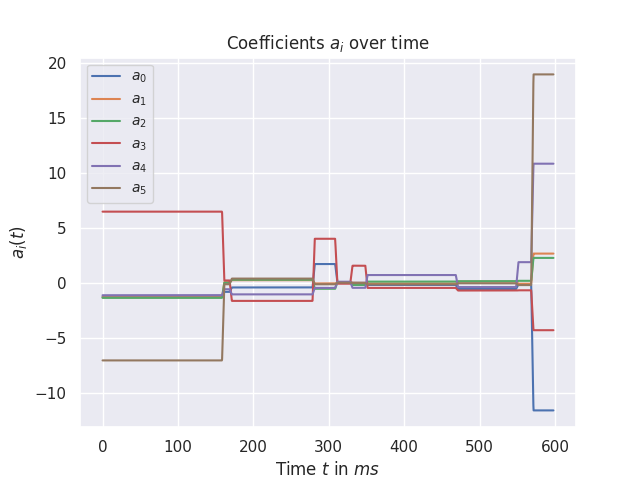 Coefficients a_i over time
20
15
10
5
0
−5
−10
a_i(t)
a_0
a_1
a_2
a_3
a_4
a_5
0 100 200 300 400 500 600
Time t in ms